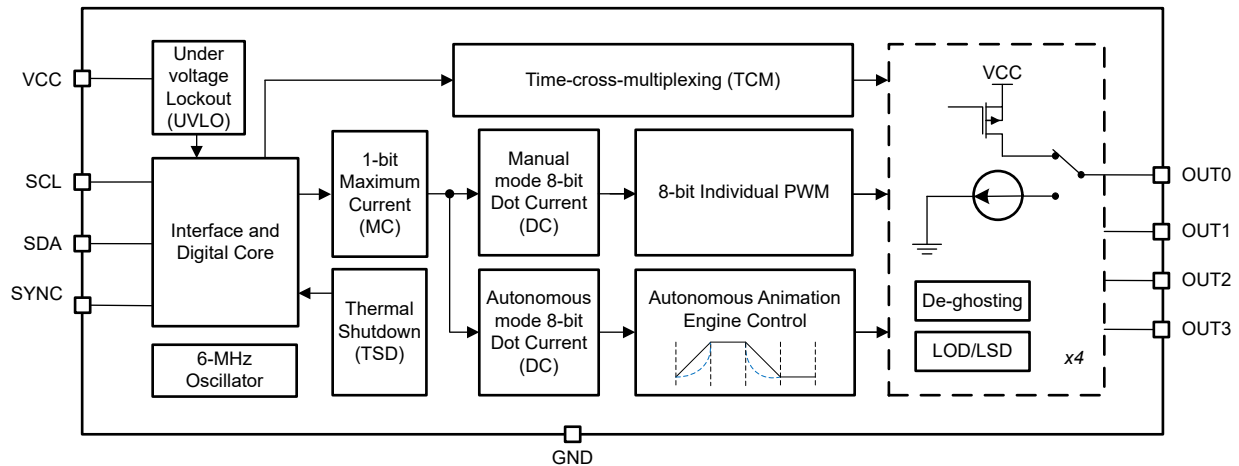 VCC
SCL
SDA
SYNC
Under
voltage
Lockout
(UVLO)
Interface and
Digital Core
6-MHz
Oscillator
1-bit
Maximum
Current
(MC)
Thermal
Shutdown
(TSD)
Time-cross-multiplexing (TCM)
Manual
mode 8-bit
Dot Current
(DC)
8-bit Individual PWM
Autonomous
mode 8-bit
Dot Current
(DC)
Autonomous Animation
Engine Control
VCC
De-ghosting
LOD/LSD
x4
OUT0
OUT1
OUT2
OUT3
GND